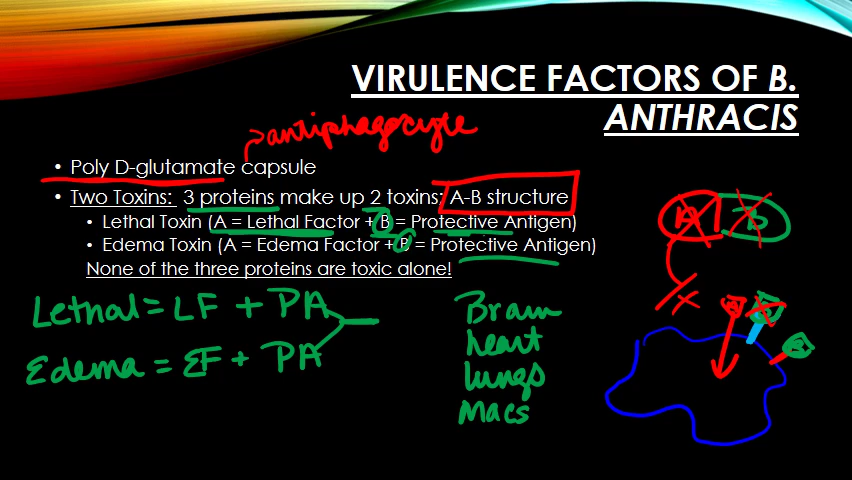 VIRULENCE FACTORS OF B.
ANTHRACIS
antiphagocyte
• Poly D-glutamate capsule
• Two Toxins: 3 proteins make up 2 toxins: A-B structure
• Lethal Toxin (A = Lethal Factor + B = Protective Antigen)
• Edema Toxin (A = Edema Factor + B = Protective Antigen)
None of the three proteins are toxic alone!
A B
Lethal = LF + PA
Edema = EF + PA
Brain
heart
lungs
Macs